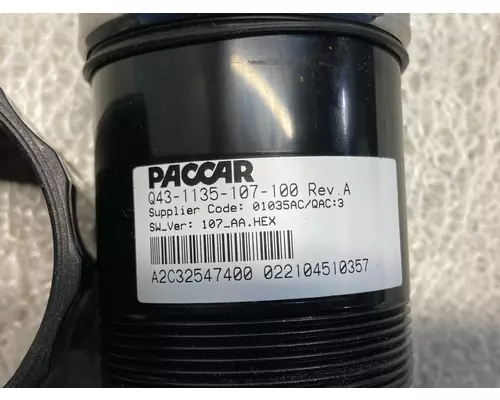 PACCAR
Q43-1135-107-100 Rev.A
Supplier Code: 01035AC/QAC:3
SW_Ver: 107_AA.HEX
A2C32547400 022104510357